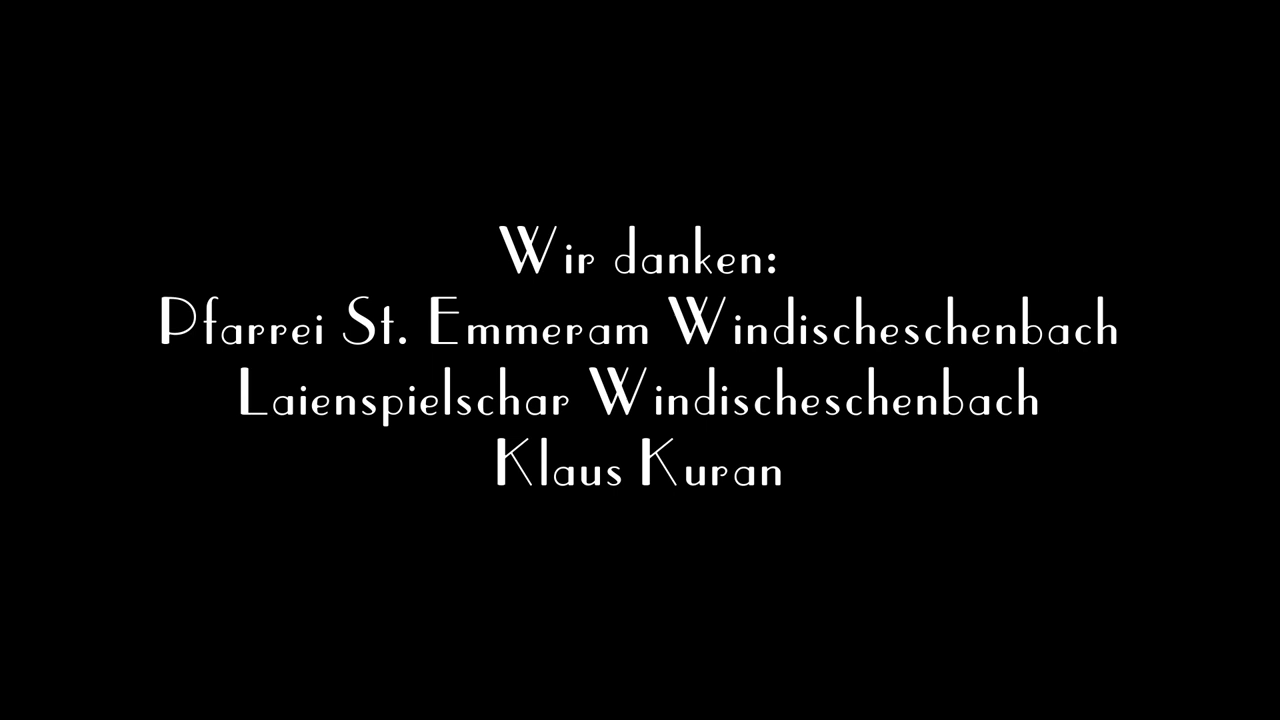 Wir danken:
Pfarrei St. Emmeram Windischeschenbach
Laienspielschar Windischeschenbach
Klaus Kuran